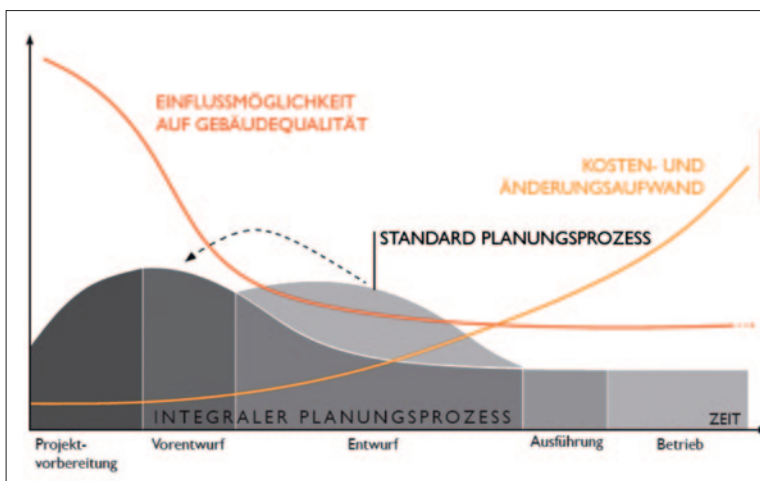 EINFLUSSMÖGLICHKEIT
AUF GEBÄUDEQUALITÄT
KOSTEN- UND
ÄNDERUNGSAUFWAND
STANDARD PLANUNGSPROZESS
INTEGRALER PLANUNGSPROZESS
ZEIT
Projekt-
vorbereitung
Vorentwurf
Entwurf
Ausführung
Betrieb